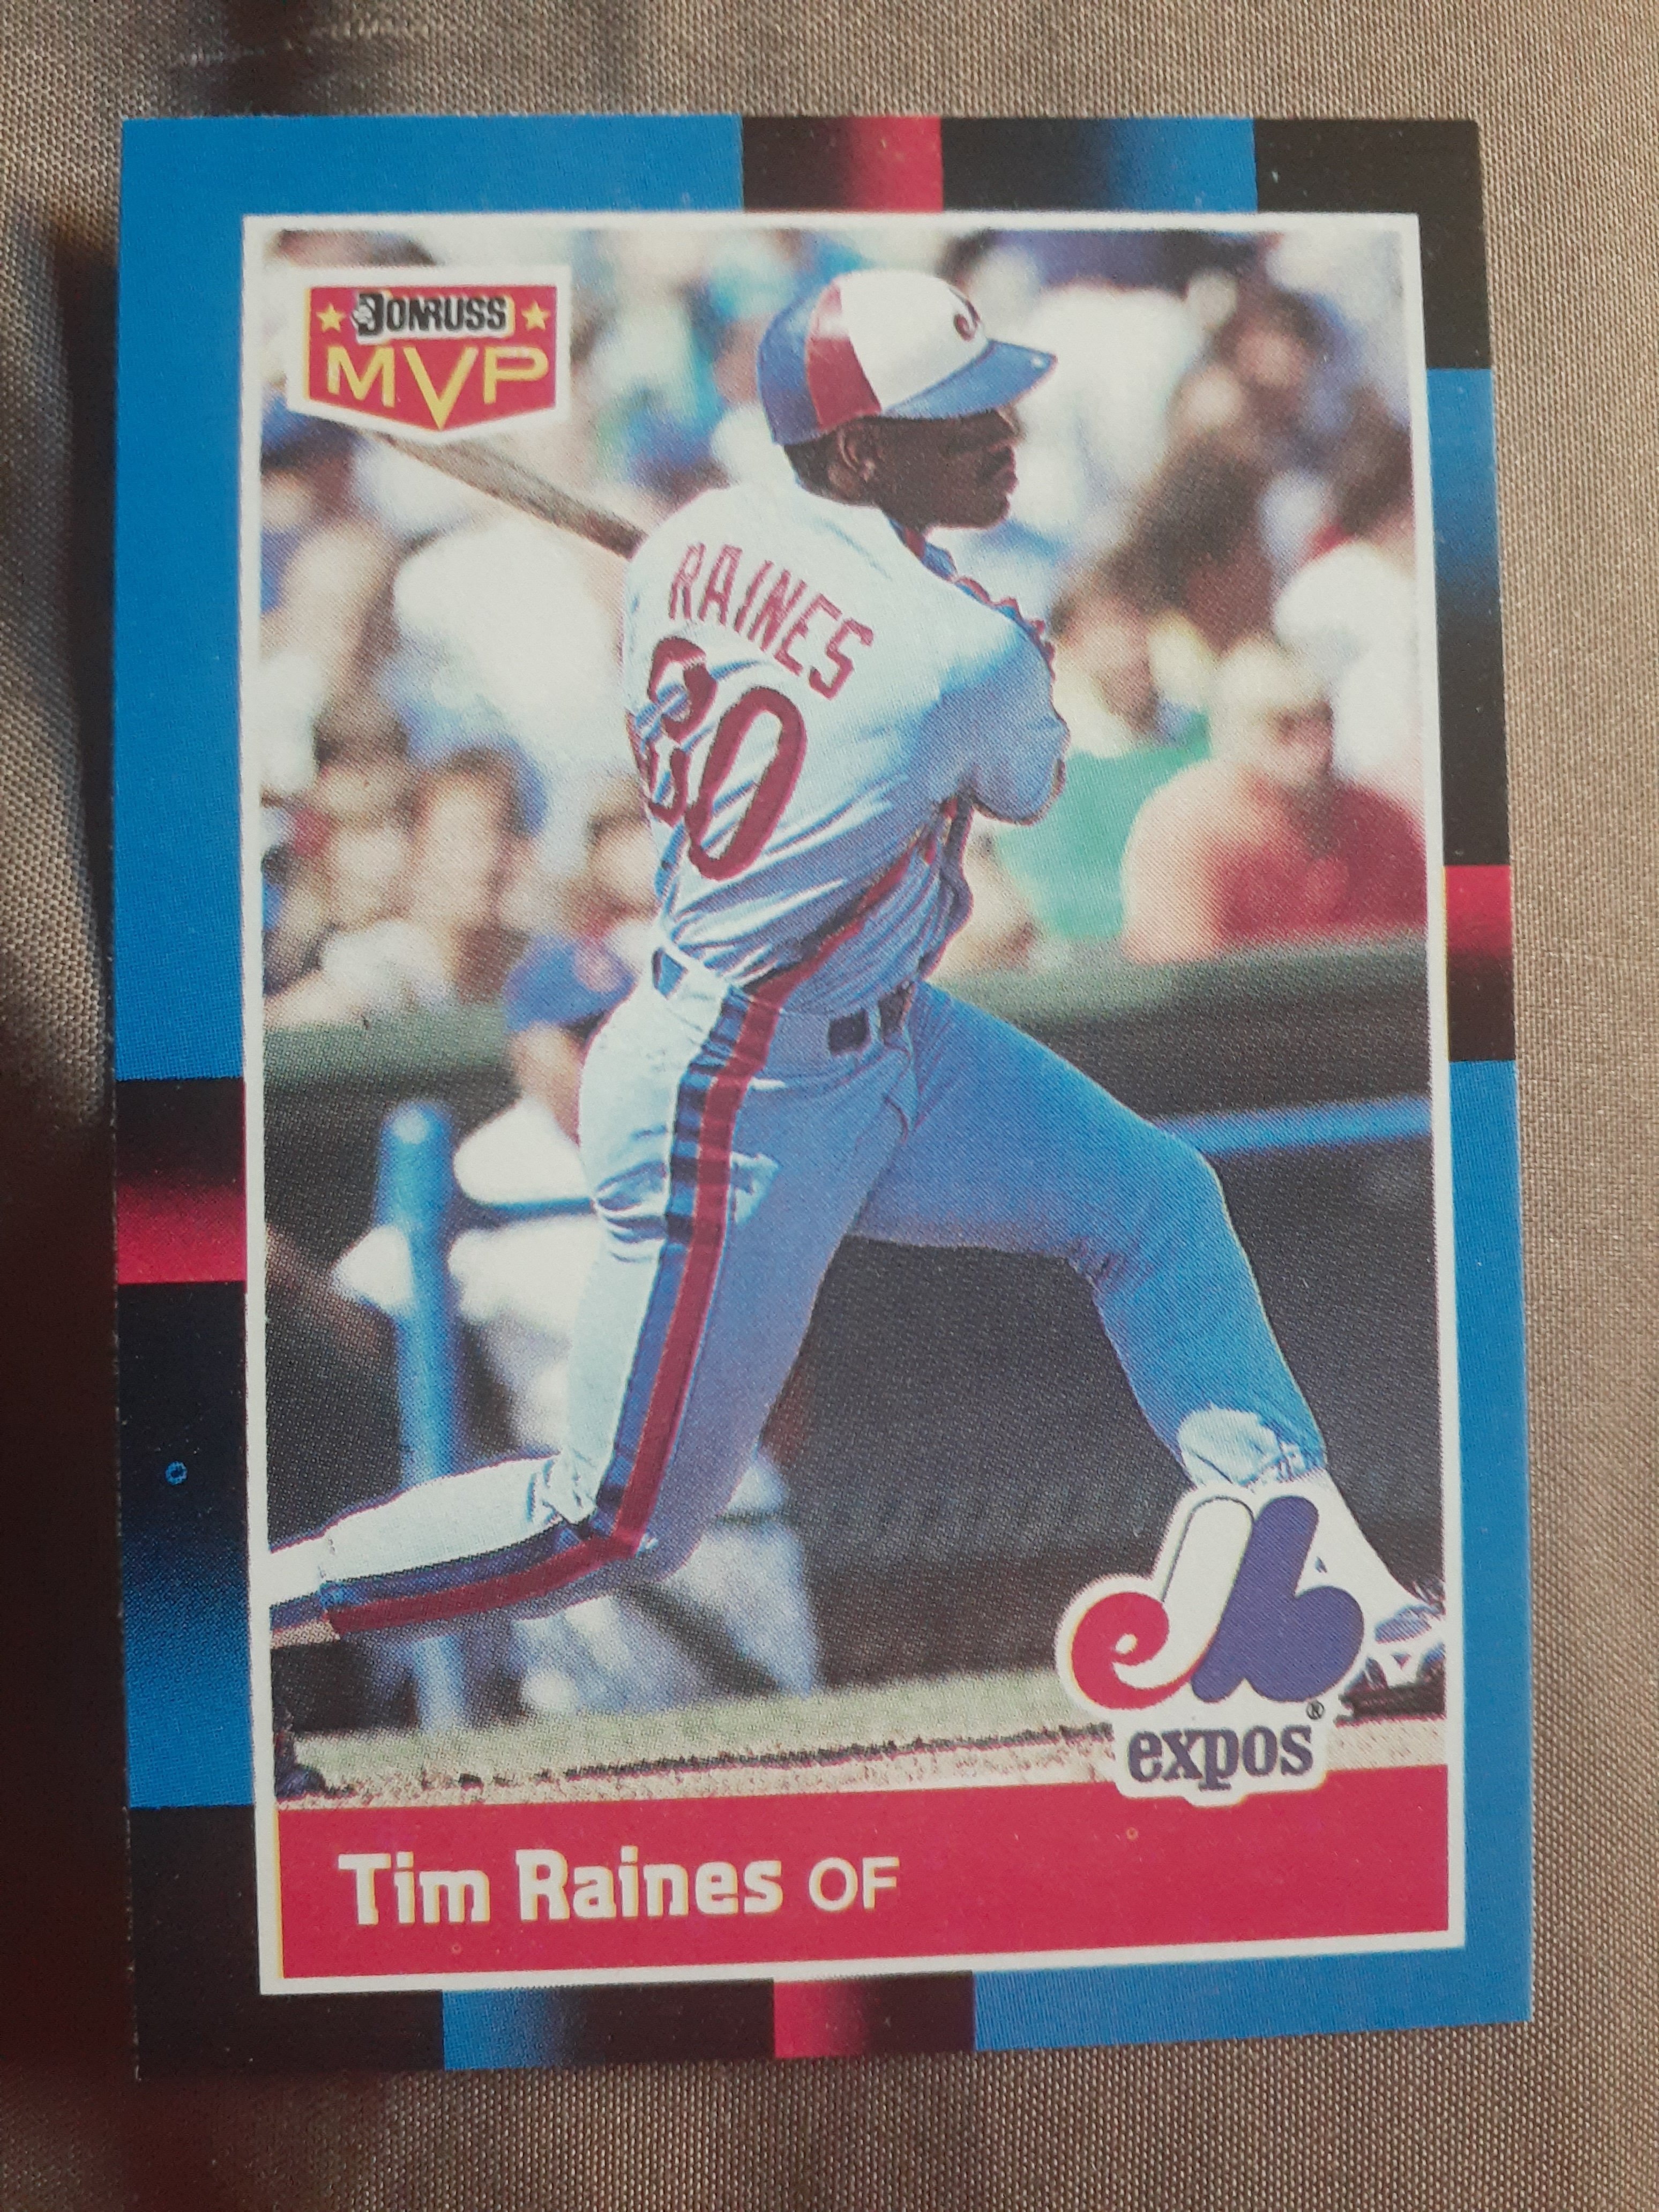 DONRUSS
MVP
RAINES
30
expos®
Tim Raines OF